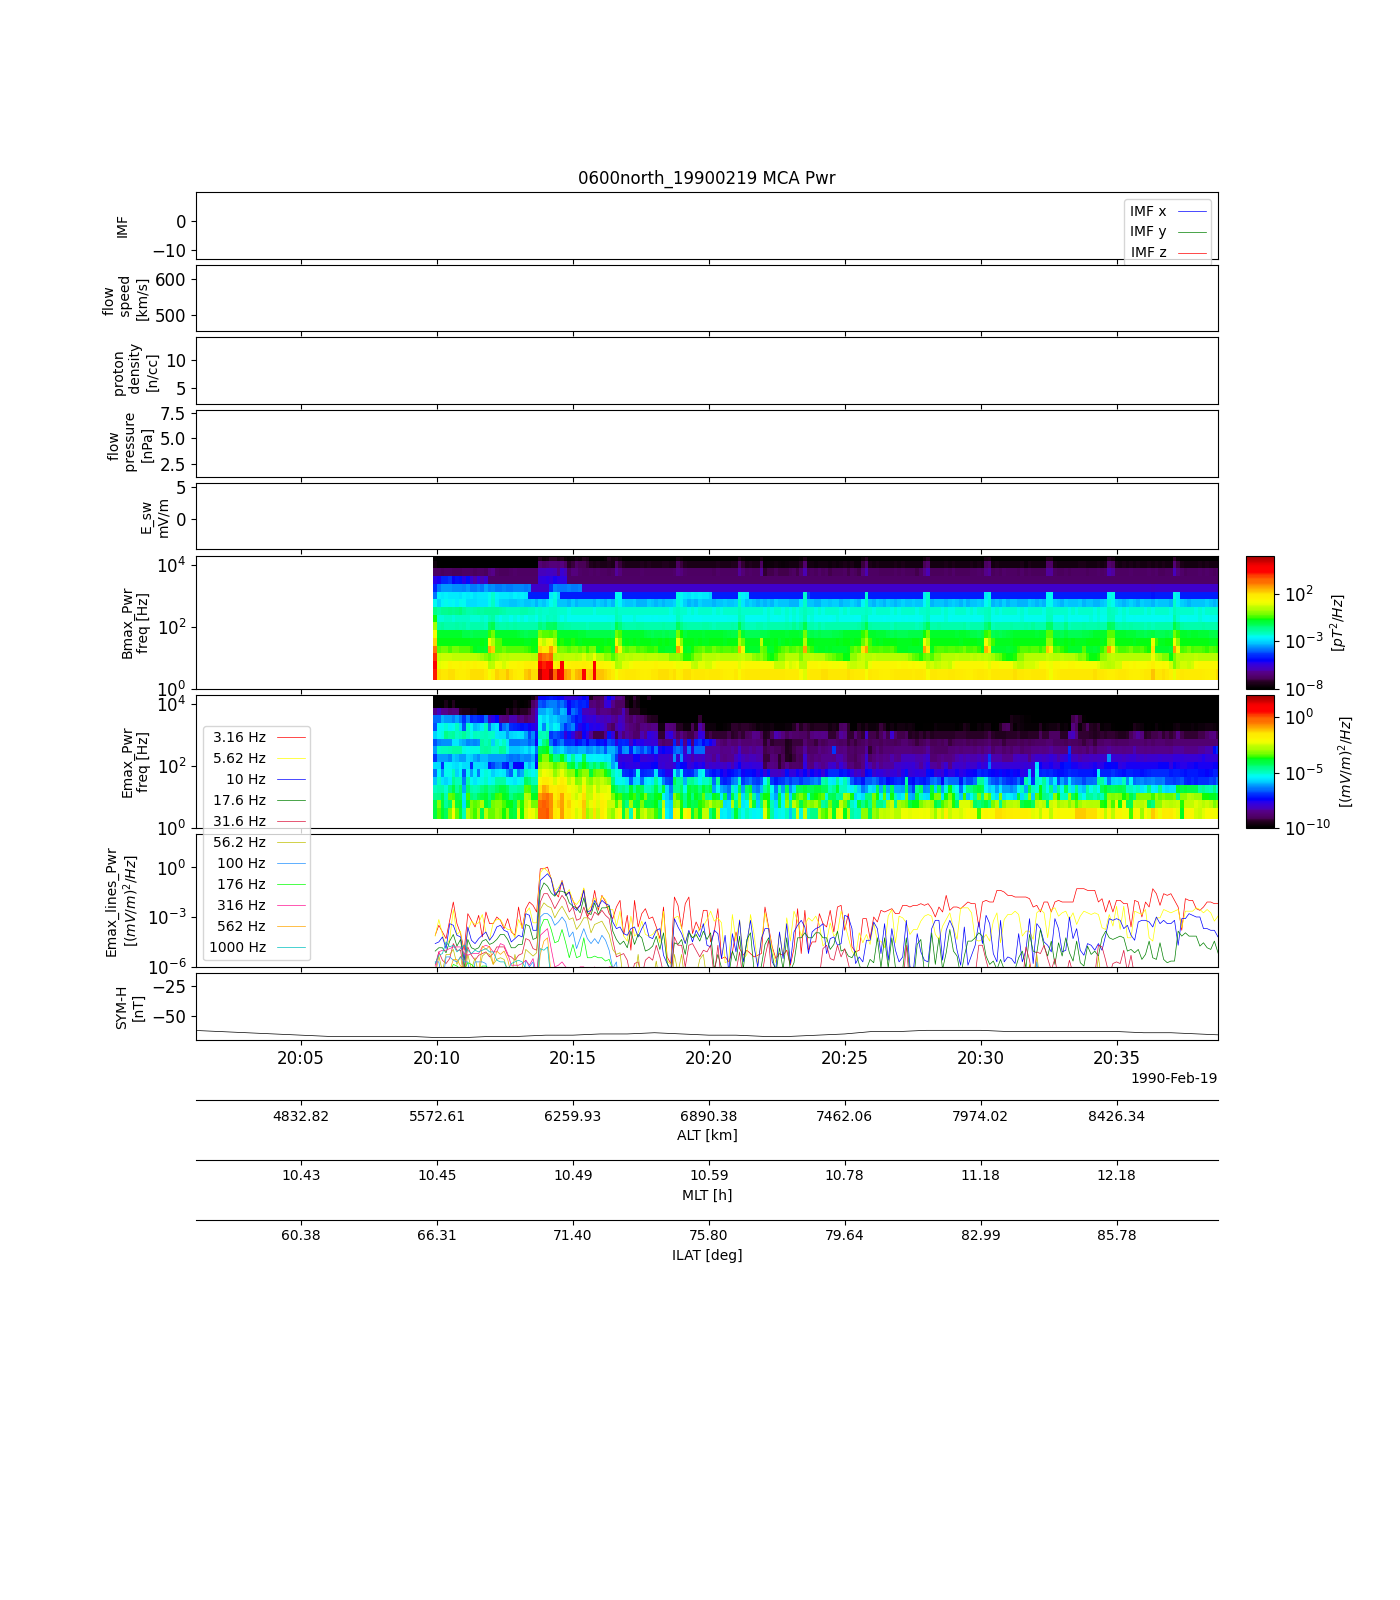 0600north_19900219 MCA Pwr
IMF
0
−10
IMF x
IMF y
IMF z
flow
speed
[km/s]
600
500
proton
density
[n/cc]
10
5
flow
pressure
[nPa]
7.5
5.0
2.5
E_sw
mV/m
5
0
Bmax_Pwr
freq [Hz]
10^4
10^2
10^0
10^2
10^−3
10^−8
[pT^2/Hz]
Emax_Pwr
freq [Hz]
10^4
10^2
10^0
10^0
10^−5
10^−10
[(mV/m)^2/Hz]
3.16 Hz
5.62 Hz
10 Hz
17.6 Hz
31.6 Hz
56.2 Hz
100 Hz
176 Hz
316 Hz
562 Hz
1000 Hz
Emax_lines_Pwr
[(mV/m)^2/Hz]
10^0
10^−3
10^−6
SYM-H
[nT]
−25
−50
20:05 20:10 20:15 20:20 20:25 20:30 20:35
1990-Feb-19
4832.82 5572.61 6259.93 6890.38 7462.06 7974.02 8426.34
ALT [km]
10.43 10.45 10.49 10.59 10.78 11.18 12.18
MLT [h]
60.38 66.31 71.40 75.80 79.64 82.99 85.78
ILAT [deg]